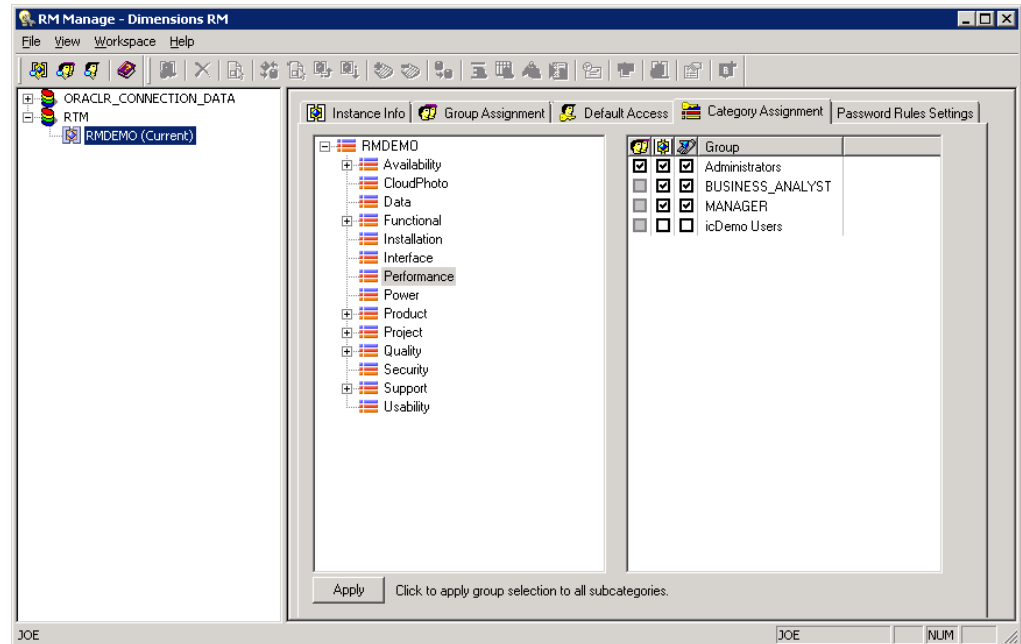 RM Manage - Dimensions RM
File View Workspace Help
ORACLR_CONNECTION_DATA
RTM
RMDEMO (Current)
Instance Info Group Assignment Default Access Category Assignment Password Rules Settings
RMDEMO
Availability
CloudPhoto
Data
Functional
Installation
Interface
Performance
Power
Product
Project
Quality
Security
Support
Usability
Group
Administrators
BUSINESS_ANALYST
MANAGER
icDemo Users
Apply Click to apply group selection to all subcategories.
JOE JOE NUM